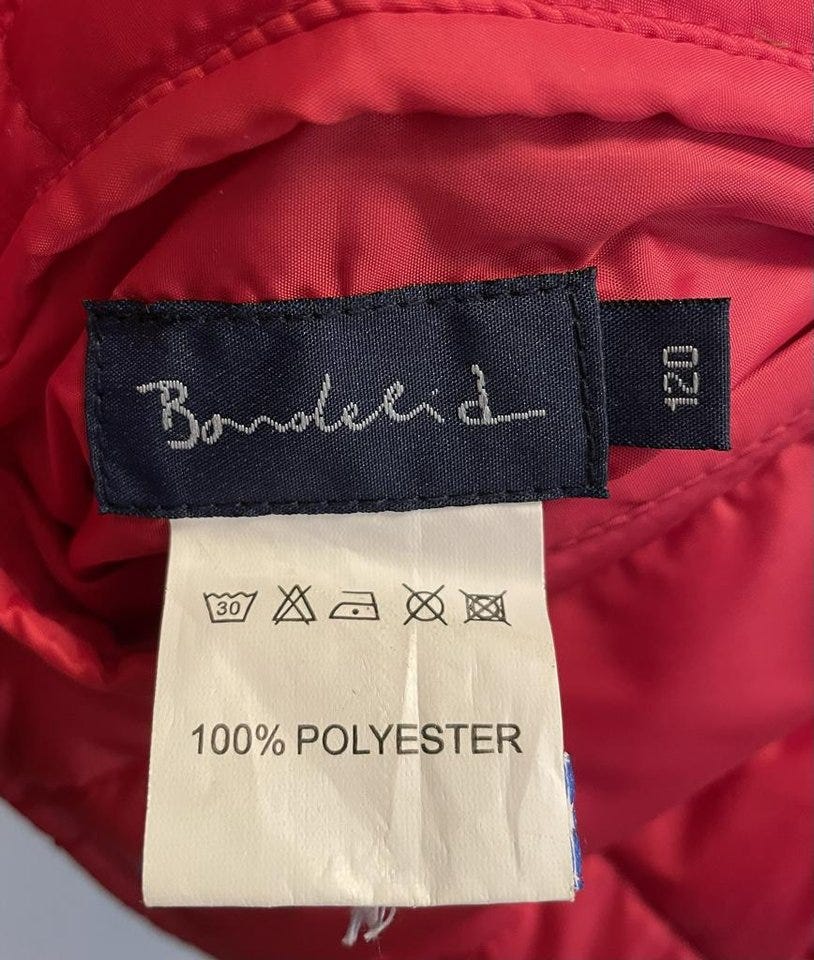 Bondelid
120
30
100% POLYESTER